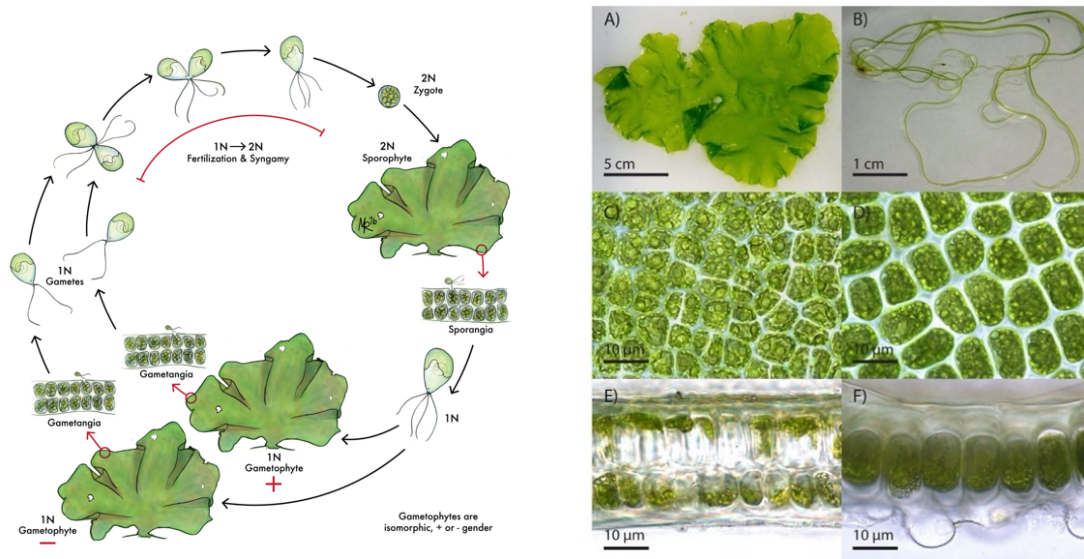 2N
Zygote
1N→2N
Fertilization & Syngamy
2N
Sporophyte
1N
Gametes
Sporangia
Gametangia
Gametangia
1N
1N
Gametophyte
+
1N
Gametophyte
–
Gametophytes are
isomorphic, + or - gender
A)
5 cm
B)
1 cm
C)
10 µm
D)
10 µm
E)
10 µm
F)
10 µm